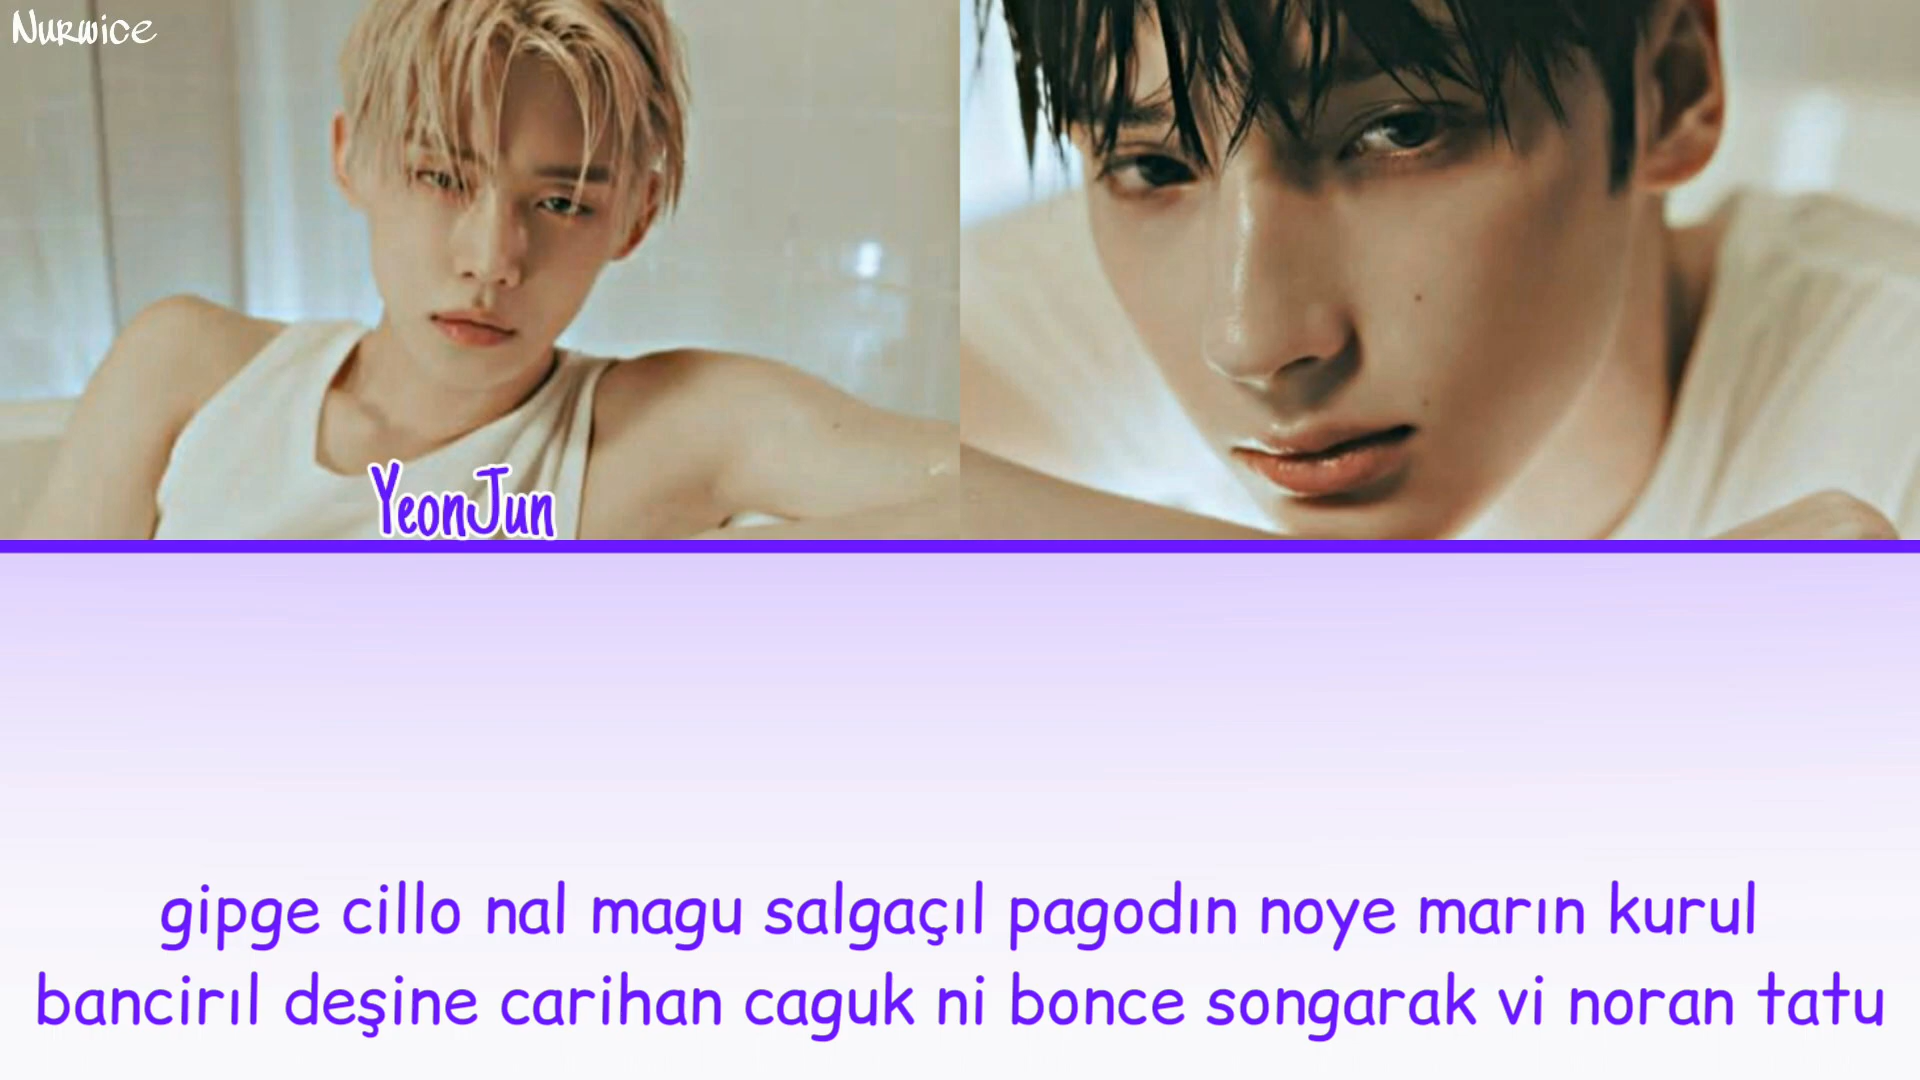 Nurwice
YeonJun
gipge cillo nal magu salgaçıl pagodın noye marın kurul
bancirıl deşine carihan caguk ni bonce songarak vi noran tatu